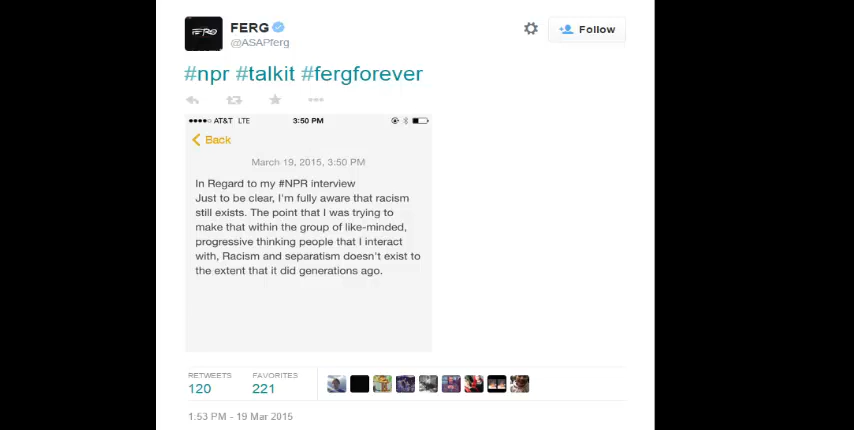 FERG
@ASAPferg
Follow
#npr #talkit #fergforever
AT&T LTE 3:50 PM
Back
March 19, 2015, 3:50 PM
In Regard to my #NPR interview
Just to be clear, I'm fully aware that racism
still exists. The point that I was trying to
make that within the group of like-minded,
progressive thinking people that I interact
with, Racism and separatism doesn't exist to
the extent that it did generations ago.
RETWEETS FAVORITES
120 221
1:53 PM - 19 Mar 2015